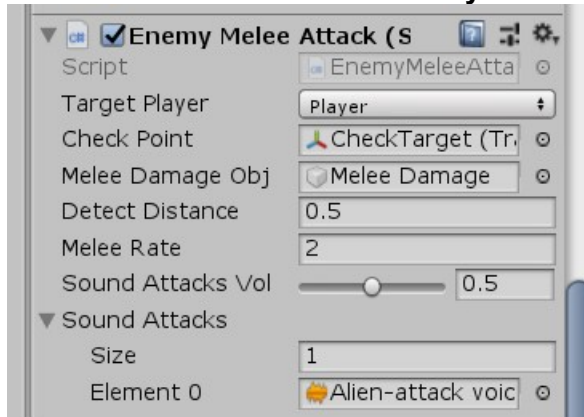 Enemy Melee Attack (S
Script EnemyMeleeAtta
Target Player Player
Check Point CheckTarget (Tra
Melee Damage Obj Melee Damage
Detect Distance 0.5
Melee Rate 2
Sound Attacks Vol 0.5
Sound Attacks
Size 1
Element 0 Alien-attack voic